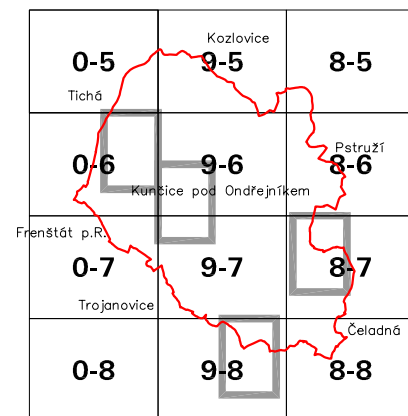 Kozlovice
0-5 9-5 8-5
Tichá
Pstruží
0-6 9-6 8-6
Kunčice pod Ondřejníkem
Frenštát p.R.
0-7 9-7 8-7
Trojanovice
Čeladná
0-8 9-8 8-8